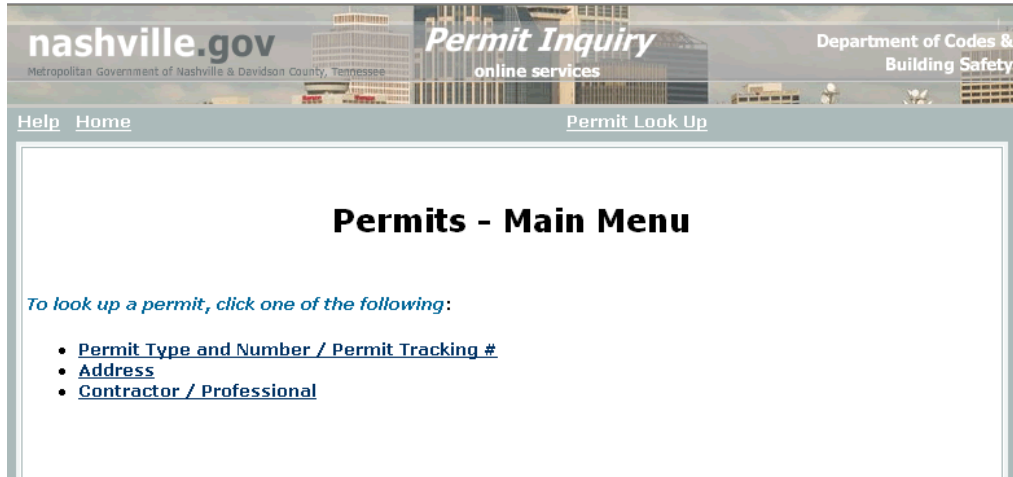 nashville.gov
Metropolitan Government of Nashville & Davidson County, Tennessee
Permit Inquiry
online services
Department of Codes &
Building Safety
Help Home Permit Look Up
Permits - Main Menu
To look up a permit, click one of the following:
• Permit Type and Number / Permit Tracking #
• Address
• Contractor / Professional